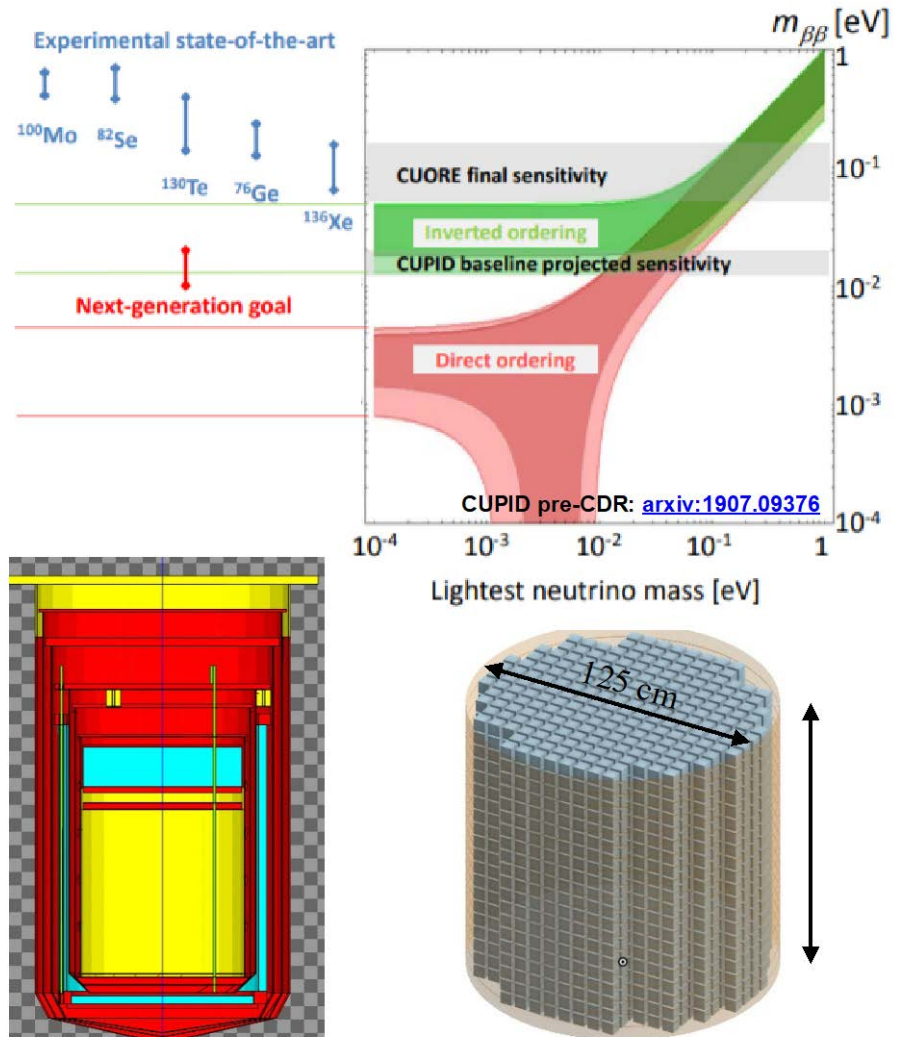 Experimental state-of-the-art
¹⁰⁰Mo
⁸²Se
¹³⁰Te
⁷⁶Ge
¹³⁶Xe
Next-generation goal
m_ββ [eV]
CUORE final sensitivity
Inverted ordering
CUPID baseline projected sensitivity
Direct ordering
CUPID pre-CDR: arxiv:1907.09376
1
10⁻¹
10⁻²
10⁻³
10⁻⁴
10⁻⁴ 10⁻³ 10⁻² 10⁻¹ 1
Lightest neutrino mass [eV]
125 cm